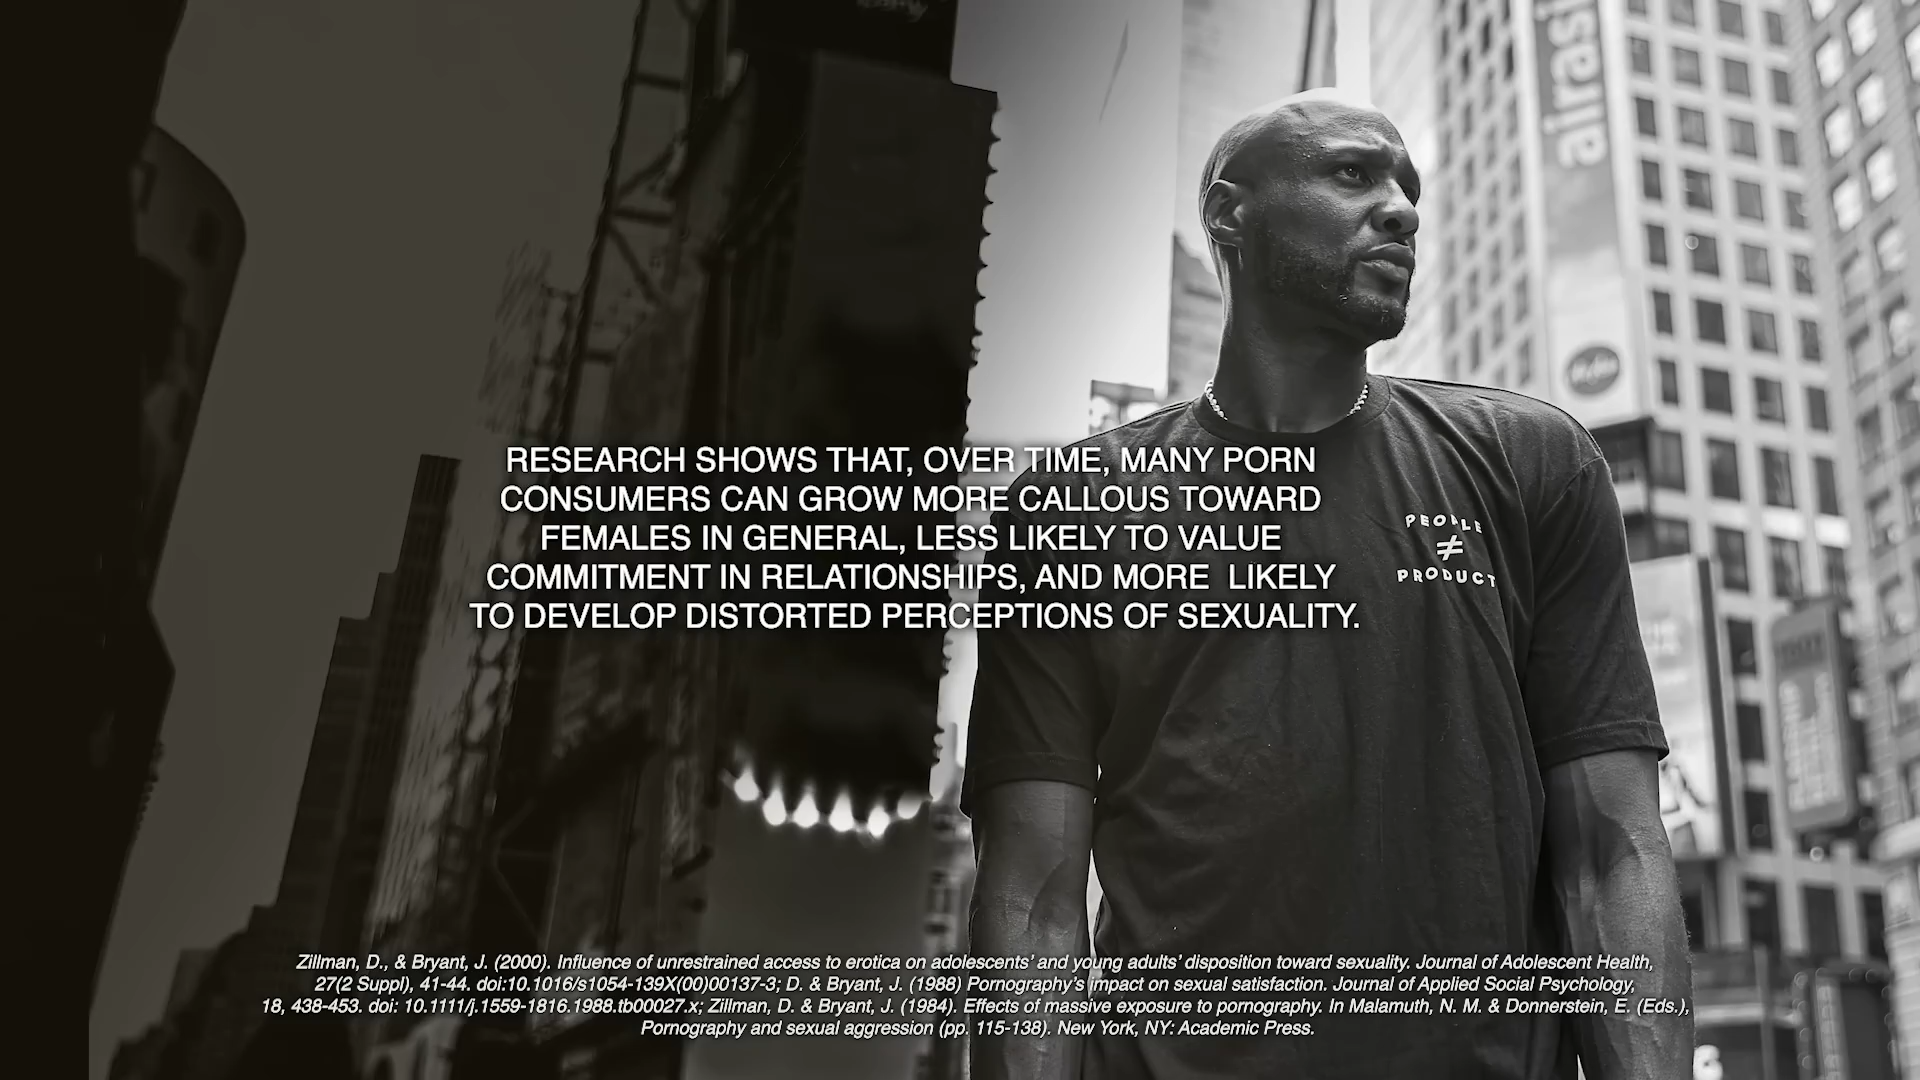 airasi
RESEARCH SHOWS THAT, OVER TIME, MANY PORN
CONSUMERS CAN GROW MORE CALLOUS TOWARD
FEMALES IN GENERAL, LESS LIKELY TO VALUE
COMMITMENT IN RELATIONSHIPS, AND MORE LIKELY
TO DEVELOP DISTORTED PERCEPTIONS OF SEXUALITY.
PEOPLE
≠
PRODUCT
Zillman, D., & Bryant, J. (2000). Influence of unrestrained access to erotica on adolescents' and young adults' disposition toward sexuality. Journal of Adolescent Health,
27(2 Suppl), 41-44. doi:10.1016/s1054-139X(00)00137-3; D. & Bryant, J. (1988) Pornography's impact on sexual satisfaction. Journal of Applied Social Psychology,
18, 438-453. doi: 10.1111/j.1559-1816.1988.tb00027.x; Zillman, D. & Bryant, J. (1984). Effects of massive exposure to pornography. In Malamuth, N. M. & Donnerstein, E. (Eds.),
Pornography and sexual aggression (pp. 115-138). New York, NY: Academic Press.